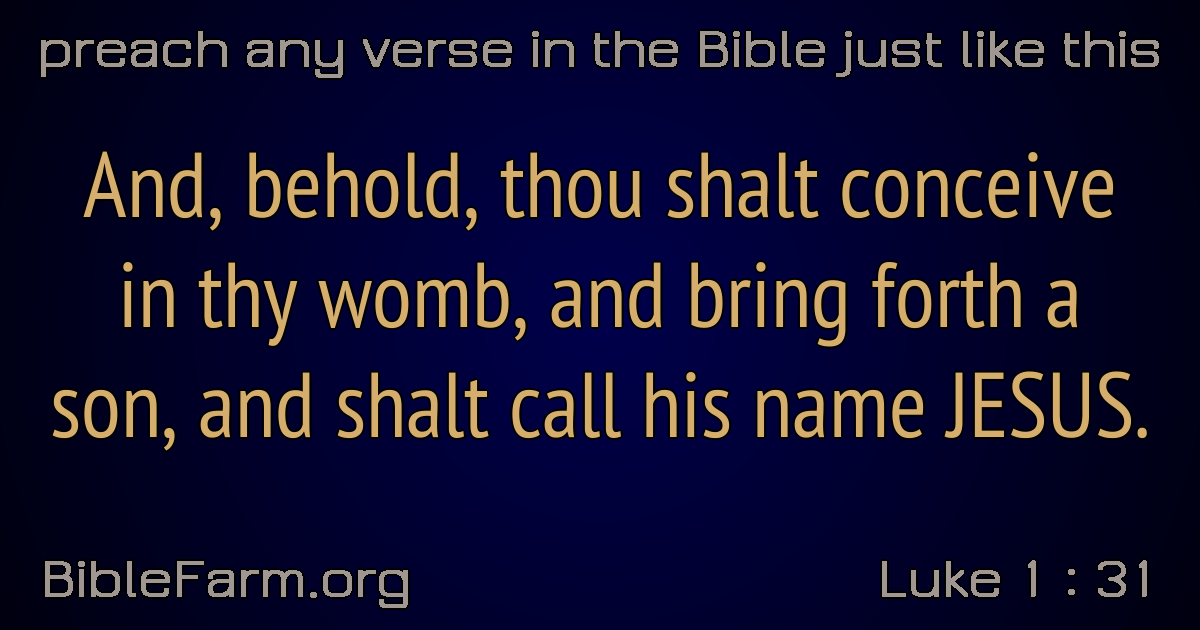 preach any verse in the Bible just like this
And, behold, thou shalt conceive
in thy womb, and bring forth a
son, and shalt call his name JESUS.
BibleFarm.org
Luke 1 : 31